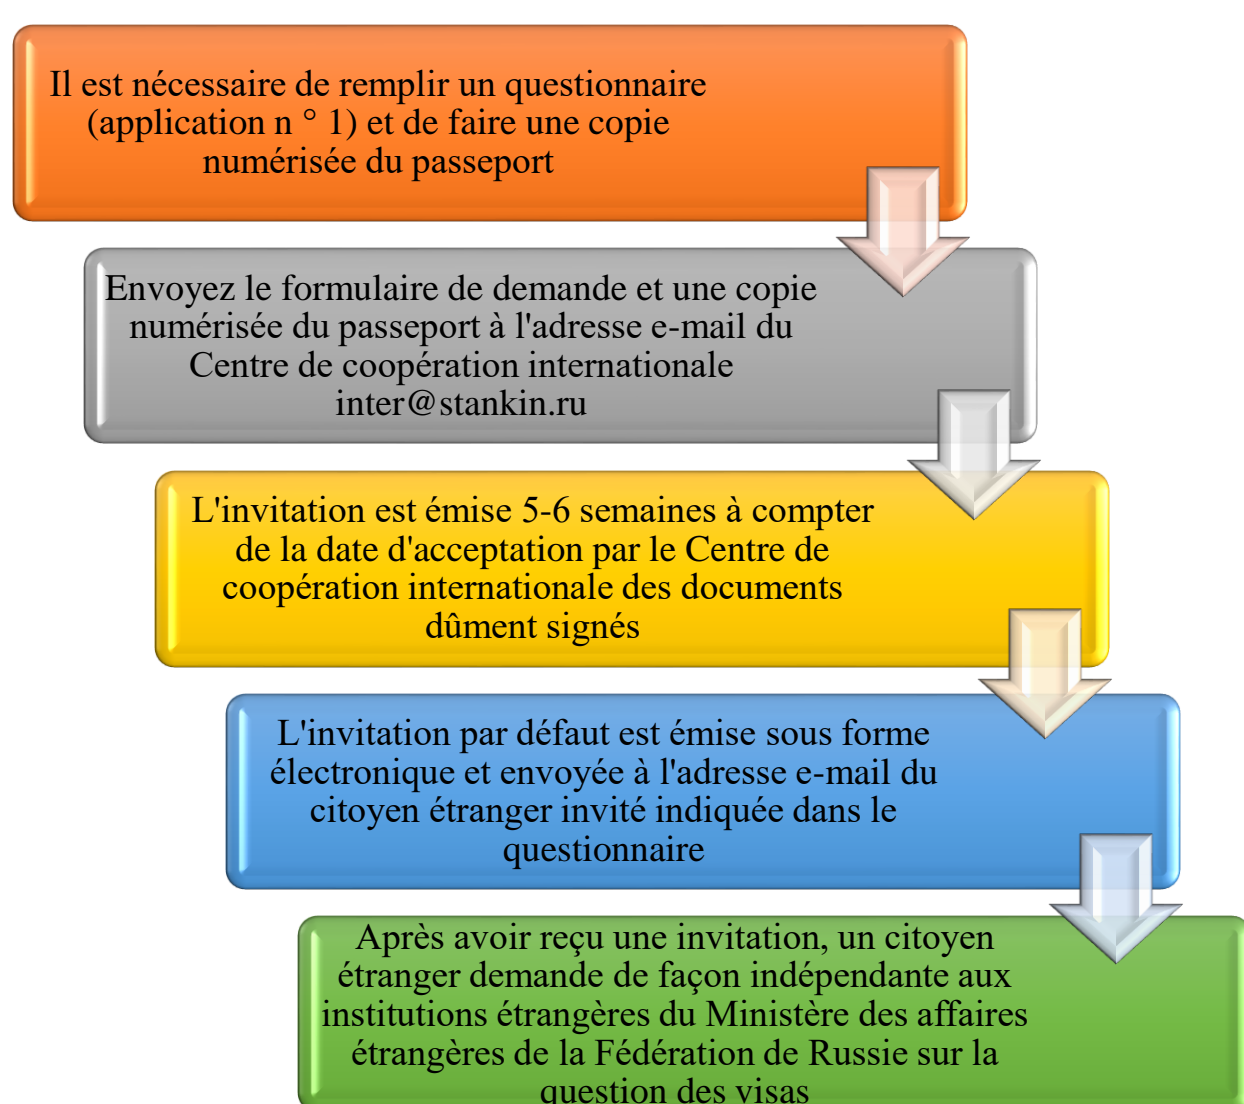 Il est nécessaire de remplir un questionnaire
(application n ° 1) et de faire une copie
numérisée du passeport
Envoyez le formulaire de demande et une copie
numérisée du passeport à l'adresse e-mail du
Centre de coopération internationale
inter@stankin.ru
L'invitation est émise 5-6 semaines à compter
de la date d'acceptation par le Centre de
coopération internationale des documents
dûment signés
L'invitation par défaut est émise sous forme
électronique et envoyée à l'adresse e-mail du
citoyen étranger invité indiquée dans le
questionnaire
Après avoir reçu une invitation, un citoyen
étranger demande de façon indépendante aux
institutions étrangères du Ministère des affaires
étrangères de la Fédération de Russie sur la
question des visas